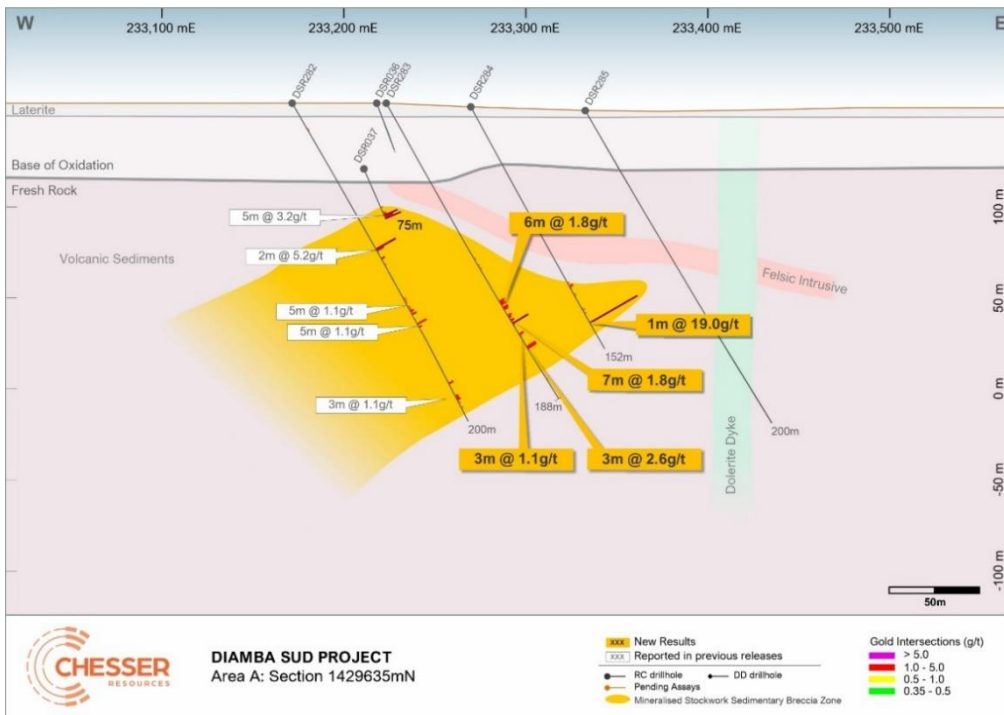 W
233,100 mE
233,200 mE
233,300 mE
233,400 mE
233,500 mE
E
DSR282
DSR036
DSR283
DSR284
DSR285
Laterite
DSR037
Base of Oxidation
Fresh Rock
100 m
5m @ 3.2g/t
75m
6m @ 1.8g/t
2m @ 5.2g/t
Volcanic Sediments
Felsic Intrusive
50 m
5m @ 1.1g/t
5m @ 1.1g/t
1m @ 19.0g/t
152m
7m @ 1.8g/t
0 m
3m @ 1.1g/t
188m
200m
200m
3m @ 1.1g/t
3m @ 2.6g/t
Dolerite Dyke
-50 m
-100 m
50m
CHESSER
RESOURCES
DIAMBA SUD PROJECT
Area A: Section 1429635mN
XXX New Results
XXX Reported in previous releases
RC drillhole DD drillhole
Pending Assays
Mineralised Stockwork Sedimentary Breccia Zone
Gold Intersections (g/t)
> 5.0
1.0 - 5.0
0.5 - 1.0
0.35 - 0.5